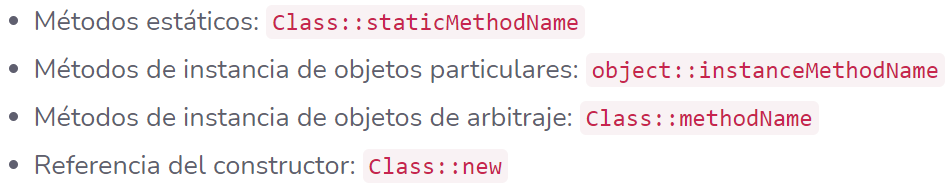 • Métodos estáticos: Class::staticMethodName
• Métodos de instancia de objetos particulares: object::instanceMethodName
• Métodos de instancia de objetos de arbitraje: Class::methodName
• Referencia del constructor: Class::new